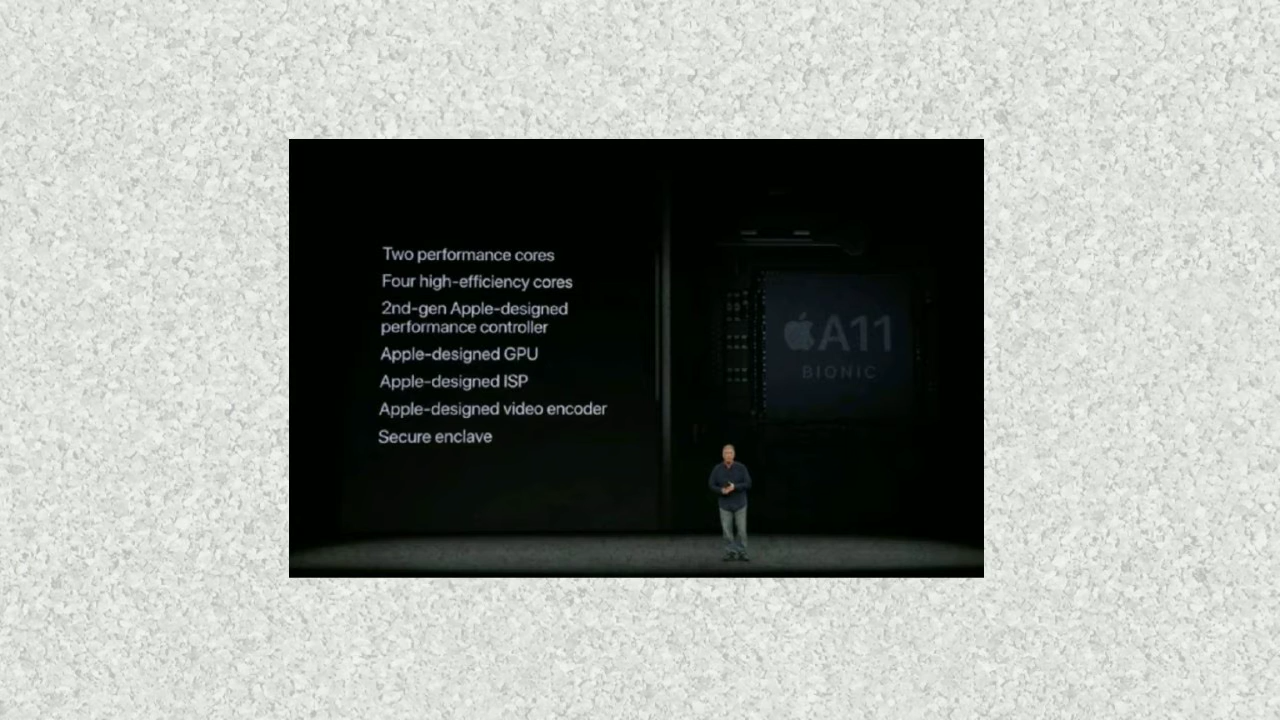 Two performance cores
Four high-efficiency cores
2nd-gen Apple-designed
performance controller
Apple-designed GPU
Apple-designed ISP
Apple-designed video encoder
Secure enclave
A11
BIONIC